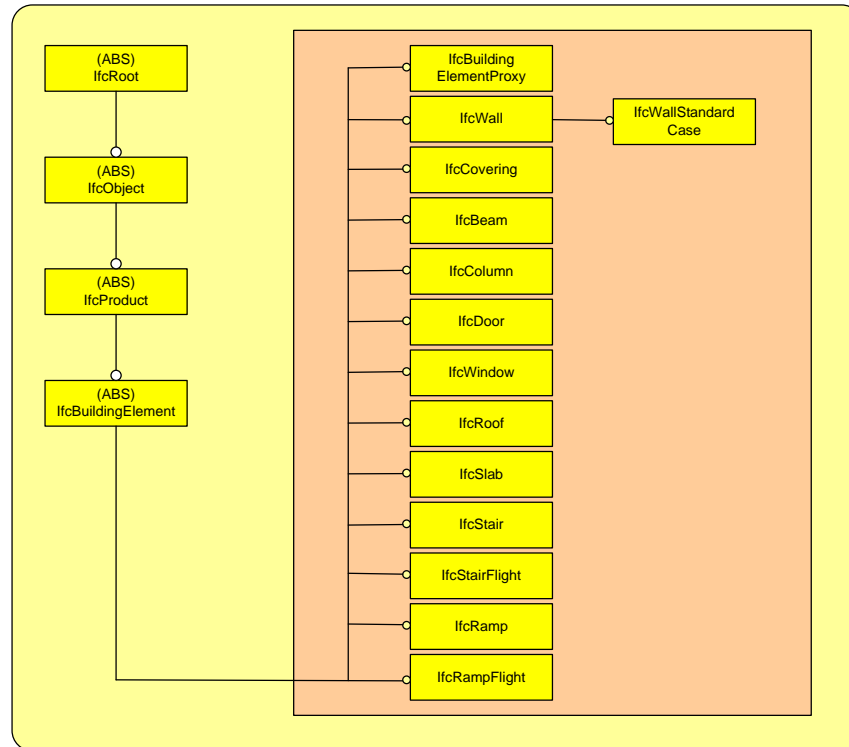 (ABS)
IfcRoot
(ABS)
IfcObject
(ABS)
IfcProduct
(ABS)
IfcBuildingElement
IfcBuilding
ElementProxy
IfcWall
IfcWallStandard
Case
IfcCovering
IfcBeam
IfcColumn
IfcDoor
IfcWindow
IfcRoof
IfcSlab
IfcStair
IfcStairFlight
IfcRamp
IfcRampFlight